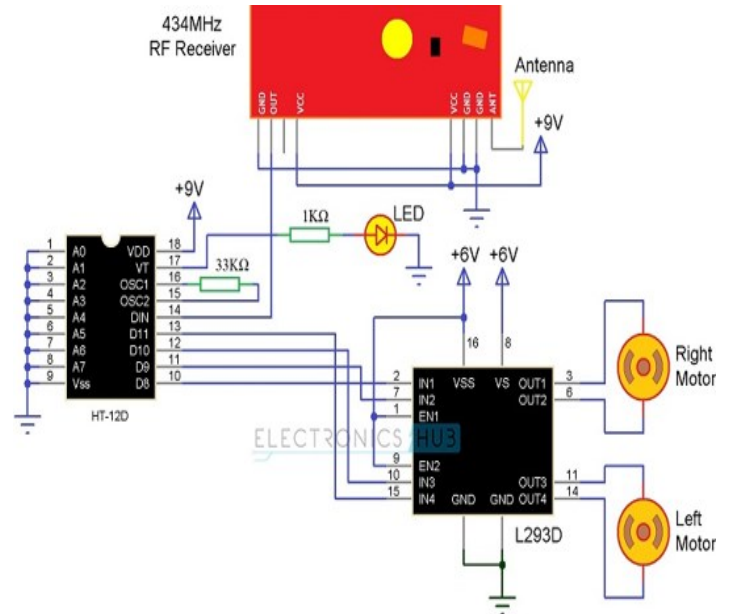 434MHz
RF Receiver
GND OUT VCC VCC GND GND ANT
Antenna
+9V
+9V
1KΩ
LED
33KΩ
1 A0 VDD 18
2 A1 VT 17
3 A2 OSC1 16
4 A3 OSC2 15
5 A4 DIN 14
6 A5 D11 13
7 A6 D10 12
8 A7 D9 11
9 Vss D8 10
HT-12D
+6V +6V
16 8
2 IN1 VSS VS OUT1 3
7 IN2 OUT2 6
1 EN1
9 EN2
10 IN3 OUT3 11
15 IN4 GND GND OUT4 14
L293D
Right
Motor
Left
Motor
ELECTRONICS HUB